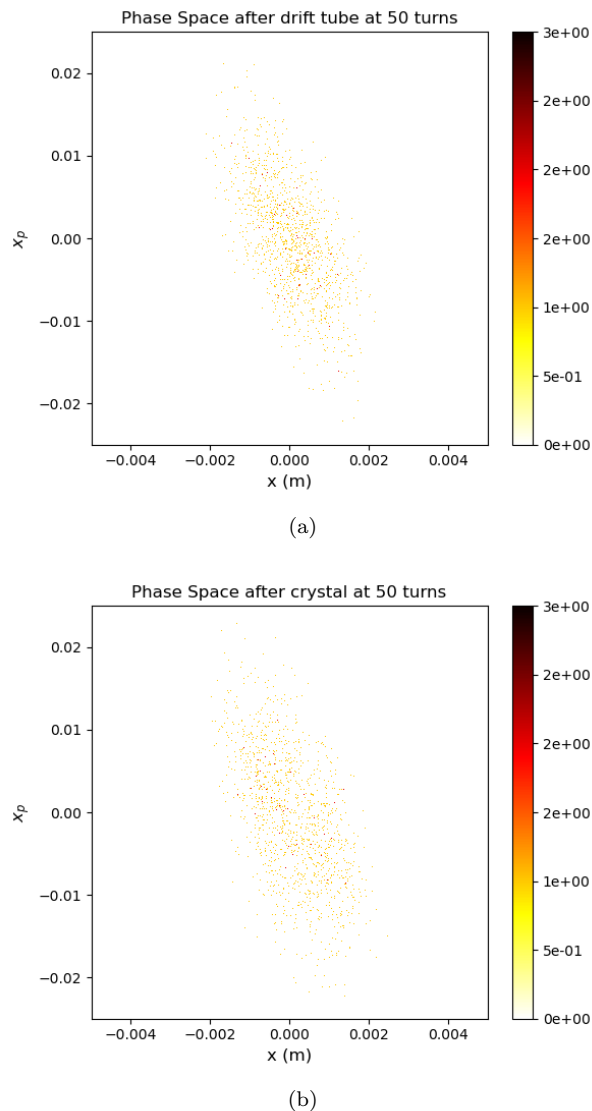 Phase Space after drift tube at 50 turns
0.02
0.01
0.00
−0.01
−0.02
x_p
−0.004 −0.002 0.000 0.002 0.004
x (m)
3e+00
2e+00
2e+00
2e+00
1e+00
5e-01
0e+00
(a)
Phase Space after crystal at 50 turns
0.02
0.01
0.00
−0.01
−0.02
x_p
−0.004 −0.002 0.000 0.002 0.004
x (m)
3e+00
2e+00
2e+00
2e+00
1e+00
5e-01
0e+00
(b)